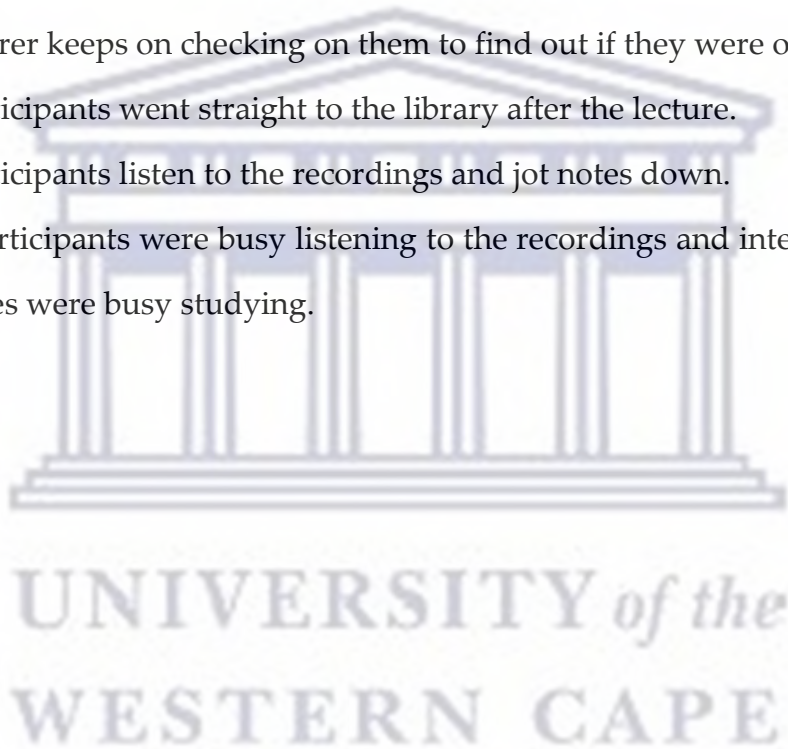 rer keeps on checking on them to find out if they were o
icipants went straight to the library after the lecture.
icipants listen to the recordings and jot notes down.
rticipants were busy listening to the recordings and inte
es were busy studying.
UNIVERSITY of the
WESTERN CAPE